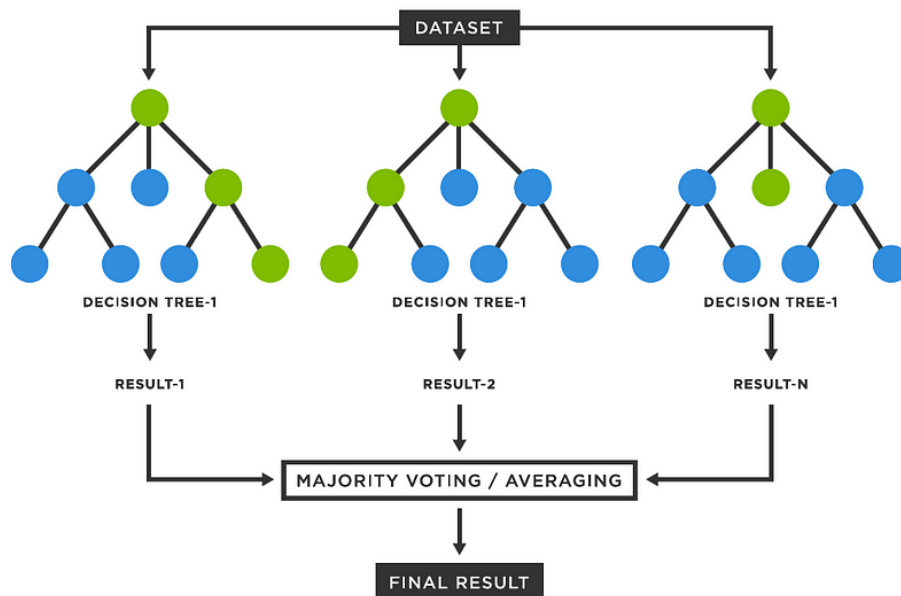 DATASET
DECISION TREE-1
DECISION TREE-1
DECISION TREE-1
RESULT-1
RESULT-2
RESULT-N
MAJORITY VOTING / AVERAGING
FINAL RESULT